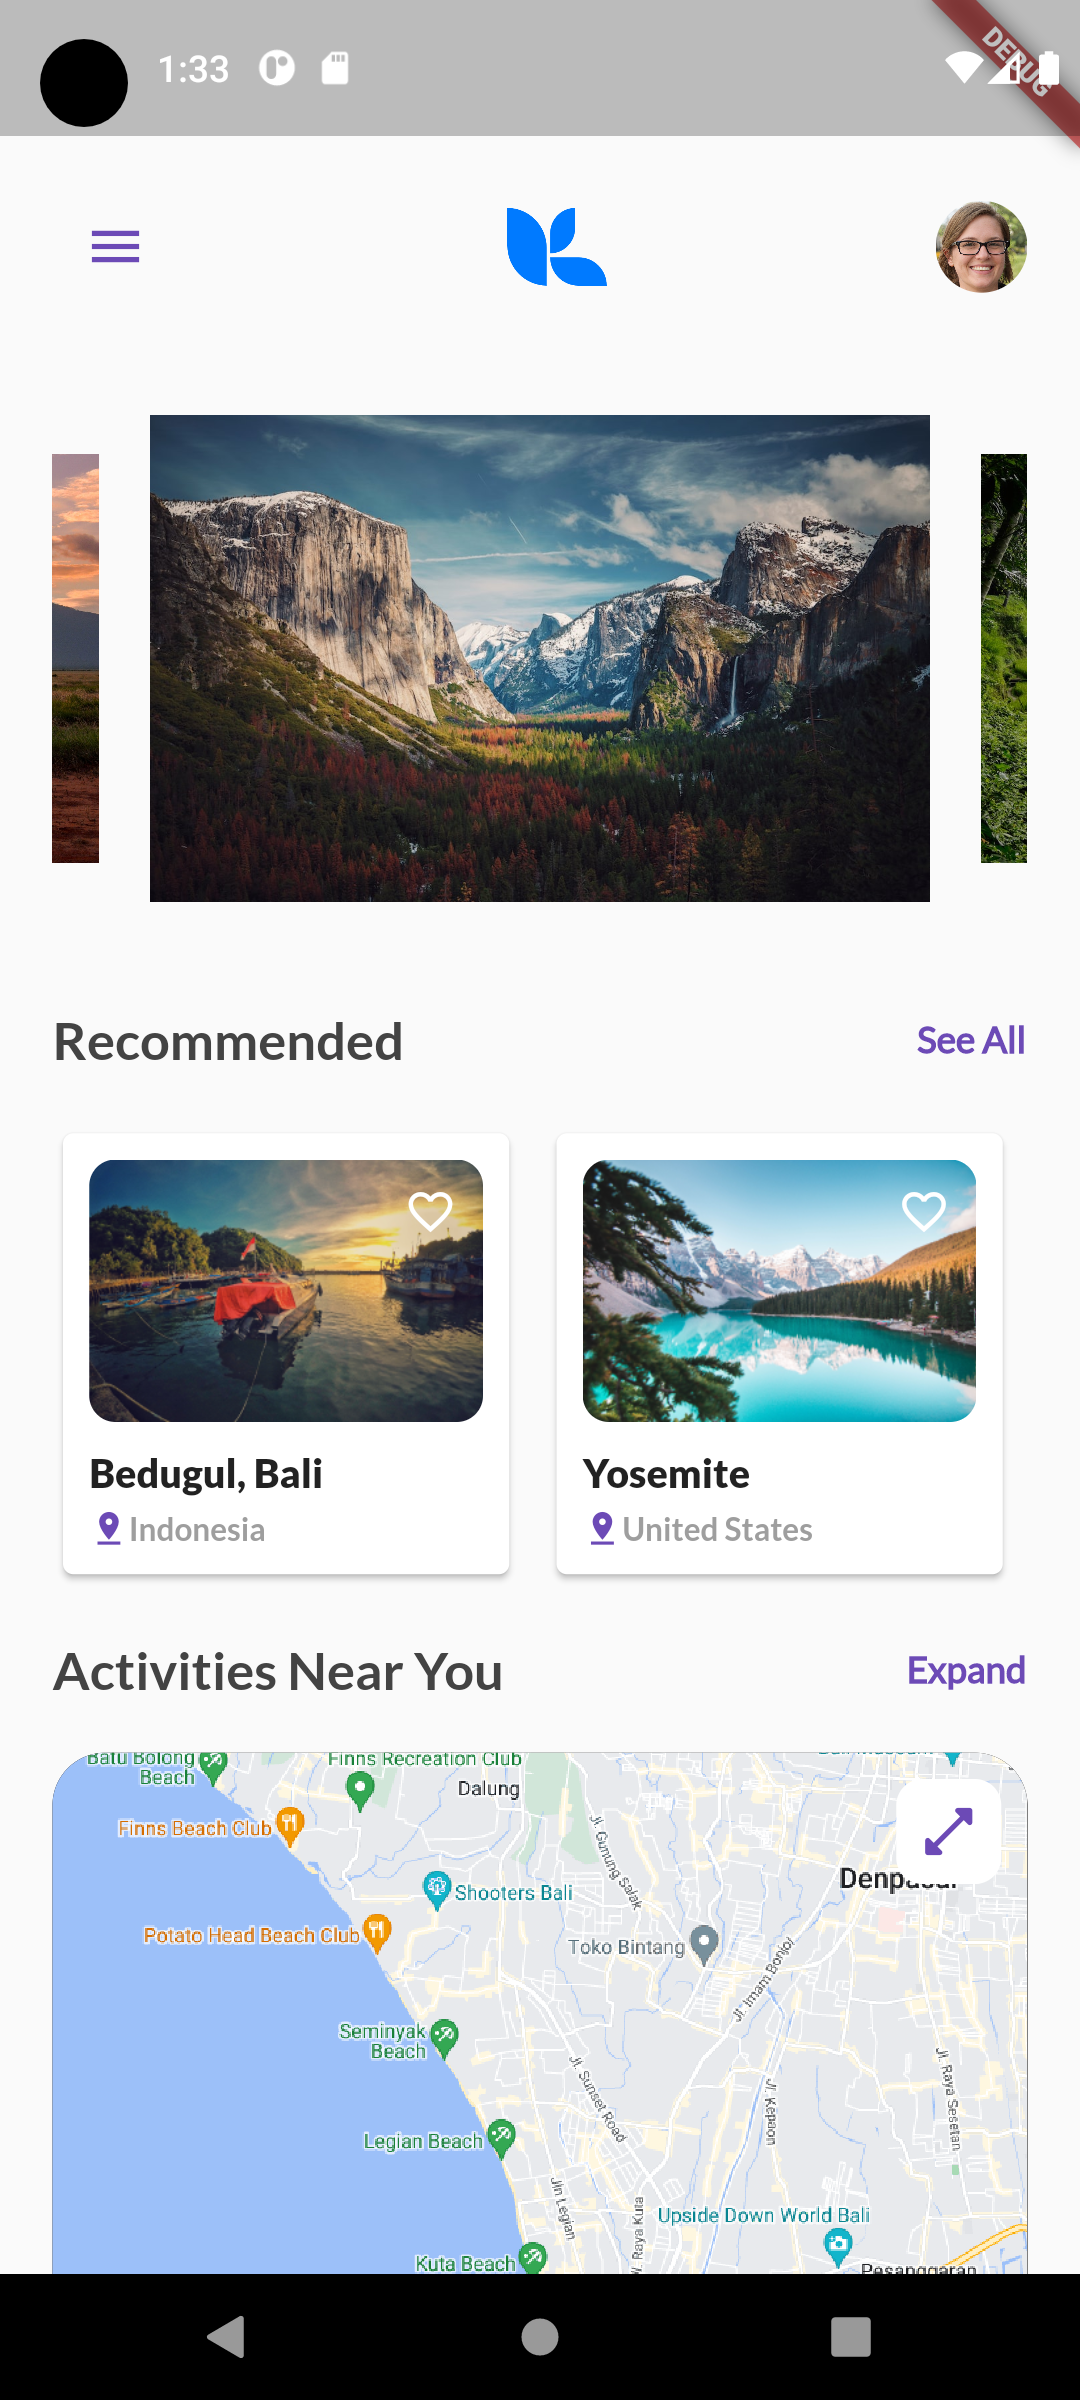 1:33
DEBUG
Recommended
See All
Bedugul, Bali
Indonesia
Yosemite
United States
Activities Near You
Expand
Batu Bolong
Beach
Finns Recreation Club
Dalung
Finns Beach Club
Jl. Gunung Salak
Denpasar
Shooters Bali
Potato Head Beach Club
Toko Bintang
Jl. Imam Bonjol
Seminyak
Beach
Jl. Sunset Road
Jl. Kepaon
Jl. Raya Sesetan
Legian Beach
Jln Legian
Raya Kuta
Upside Down World Bali
Kuta Beach
Pesanggaran